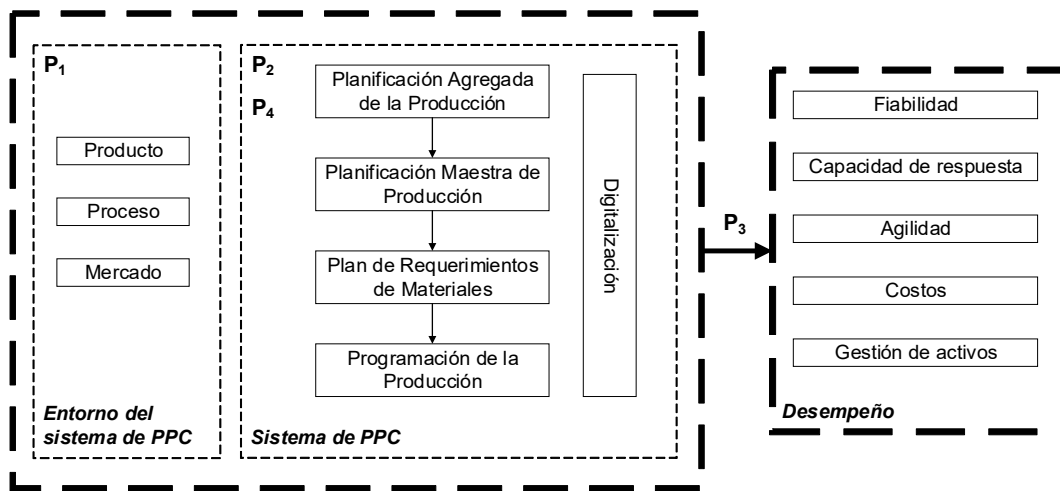 P1
Producto
Proceso
Mercado
Entorno del
sistema de PPC
P2
P4
Planificación Agregada
de la Producción
Planificación Maestra de
Producción
Plan de Requerimientos
de Materiales
Programación de la
Producción
Digitalización
Sistema de PPC
P3
Fiabilidad
Capacidad de respuesta
Agilidad
Costos
Gestión de activos
Desempeño